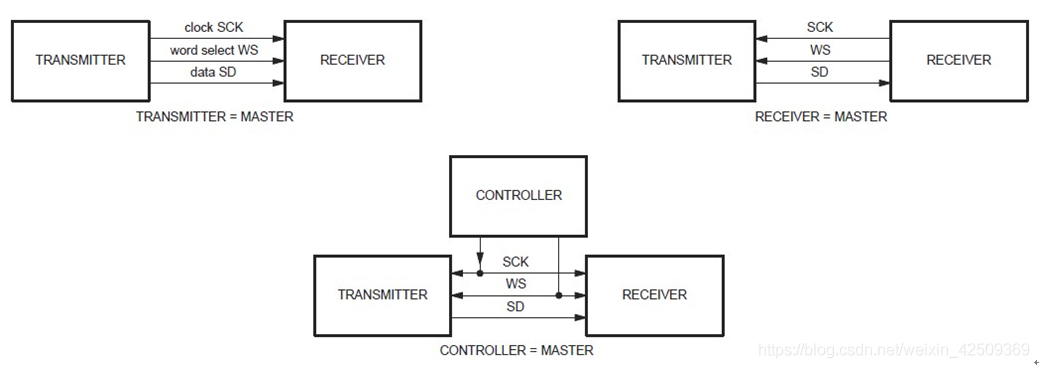 clock SCK
TRANSMITTER
word select WS
RECEIVER
data SD
TRANSMITTER = MASTER
SCK
TRANSMITTER
WS
RECEIVER
SD
RECEIVER = MASTER
CONTROLLER
SCK
TRANSMITTER
WS
RECEIVER
SD
CONTROLLER = MASTER
https://blog.csdn.net/weixin_42509369